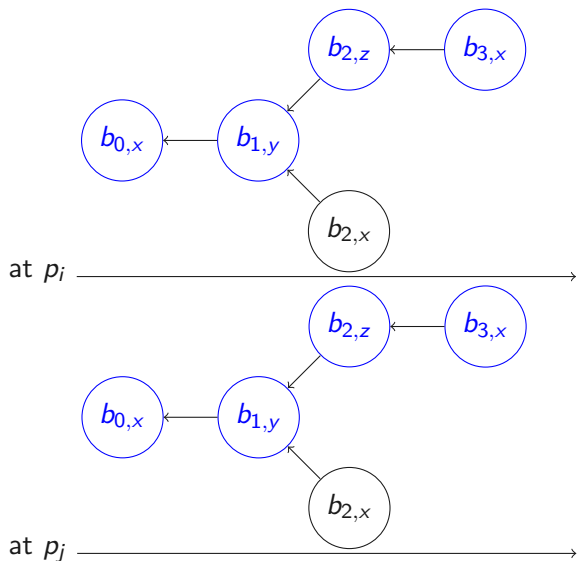 b2,z b3,x
b0,x b1,y
b2,x
at pi
b2,z b3,x
b0,x b1,y
b2,x
at pj